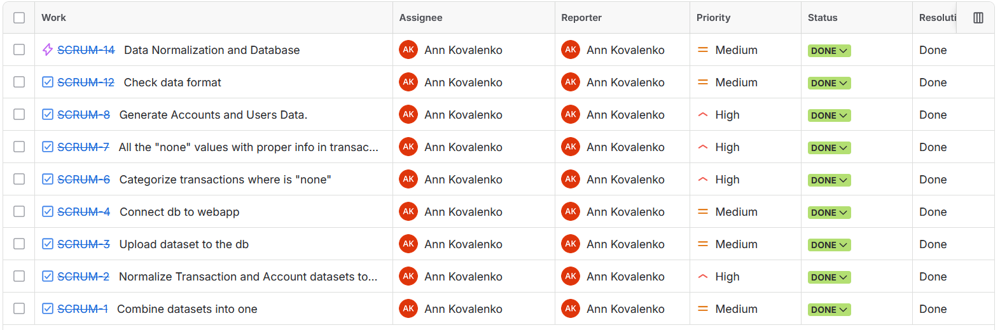 Work Assignee Reporter Priority Status Resoluti
SCRUM-14 Data Normalization and Database AK Ann Kovalenko AK Ann Kovalenko Medium DONE Done
SCRUM-12 Check data format AK Ann Kovalenko AK Ann Kovalenko Medium DONE Done
SCRUM-8 Generate Accounts and Users Data. AK Ann Kovalenko AK Ann Kovalenko High DONE Done
SCRUM-7 All the "none" values with proper info in transac... AK Ann Kovalenko AK Ann Kovalenko High DONE Done
SCRUM-6 Categorize transactions where is "none" AK Ann Kovalenko AK Ann Kovalenko High DONE Done
SCRUM-4 Connect db to webapp AK Ann Kovalenko AK Ann Kovalenko Medium DONE Done
SCRUM-3 Upload dataset to the db AK Ann Kovalenko AK Ann Kovalenko Medium DONE Done
SCRUM-2 Normalize Transaction and Account datasets to... AK Ann Kovalenko AK Ann Kovalenko High DONE Done
SCRUM-1 Combine datasets into one AK Ann Kovalenko AK Ann Kovalenko Medium DONE Done